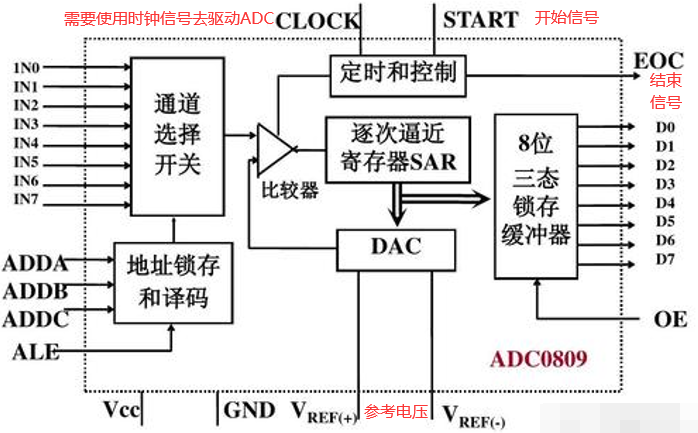 需要使用时钟信号去驱动ADC
CLOCK
START
开始信号
EOC
结束
信号
定时和控制
IN0
IN1
IN2
IN3
IN4
IN5
IN6
IN7
通道
选择
开关
比较器
逐次逼近
寄存器SAR
8位
三态
锁存
缓冲器
D0
D1
D2
D3
D4
D5
D6
D7
DAC
ADDA
ADDB
ADDC
ALE
地址锁存
和译码
OE
ADC0809
Vcc
GND
VREF(+)
参考电压
VREF(-)